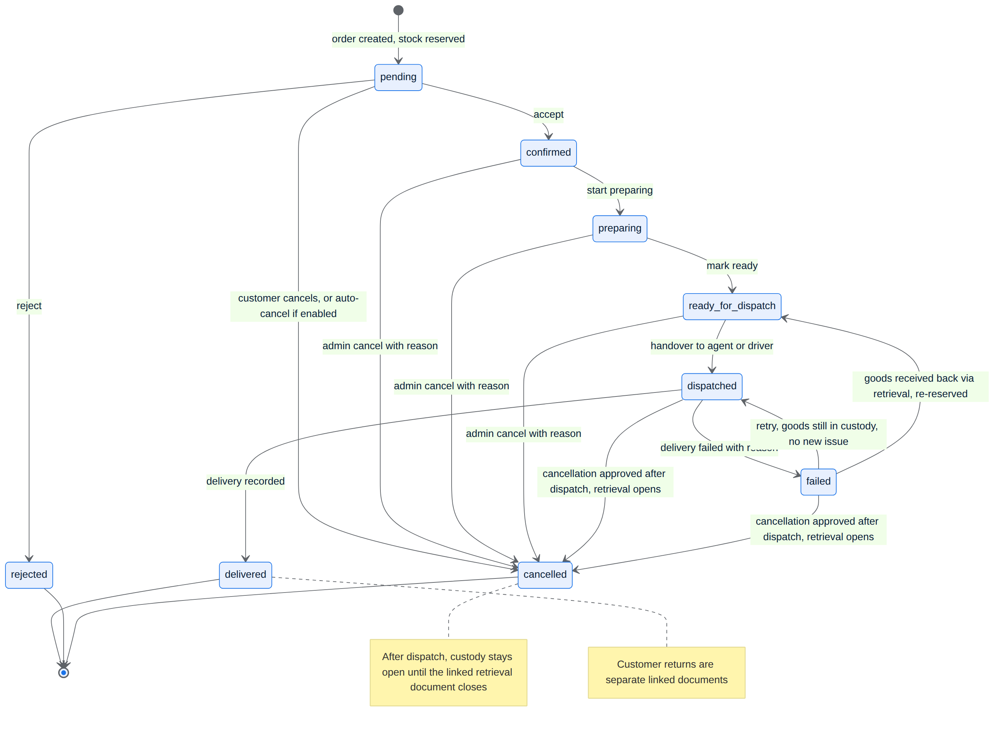 order created, stock reserved
pending
accept
confirmed
start preparing
preparing
mark ready
reject
customer cancels, or auto-
cancel if enabled
ready_for_dispatch
admin cancel with reason
handover to agent or driver
admin cancel with reason
dispatched
goods received back via
retrieval, re-reserved
admin cancel with reason
retry, goods still in custody,
no new issue
delivery failed with reason
delivery recorded
cancellation approved after
dispatch, retrieval opens
failed
cancellation approved after
dispatch, retrieval opens
rejected
delivered
cancelled
After dispatch, custody stays
open until the linked retrieval
document closes
Customer returns are
separate linked documents